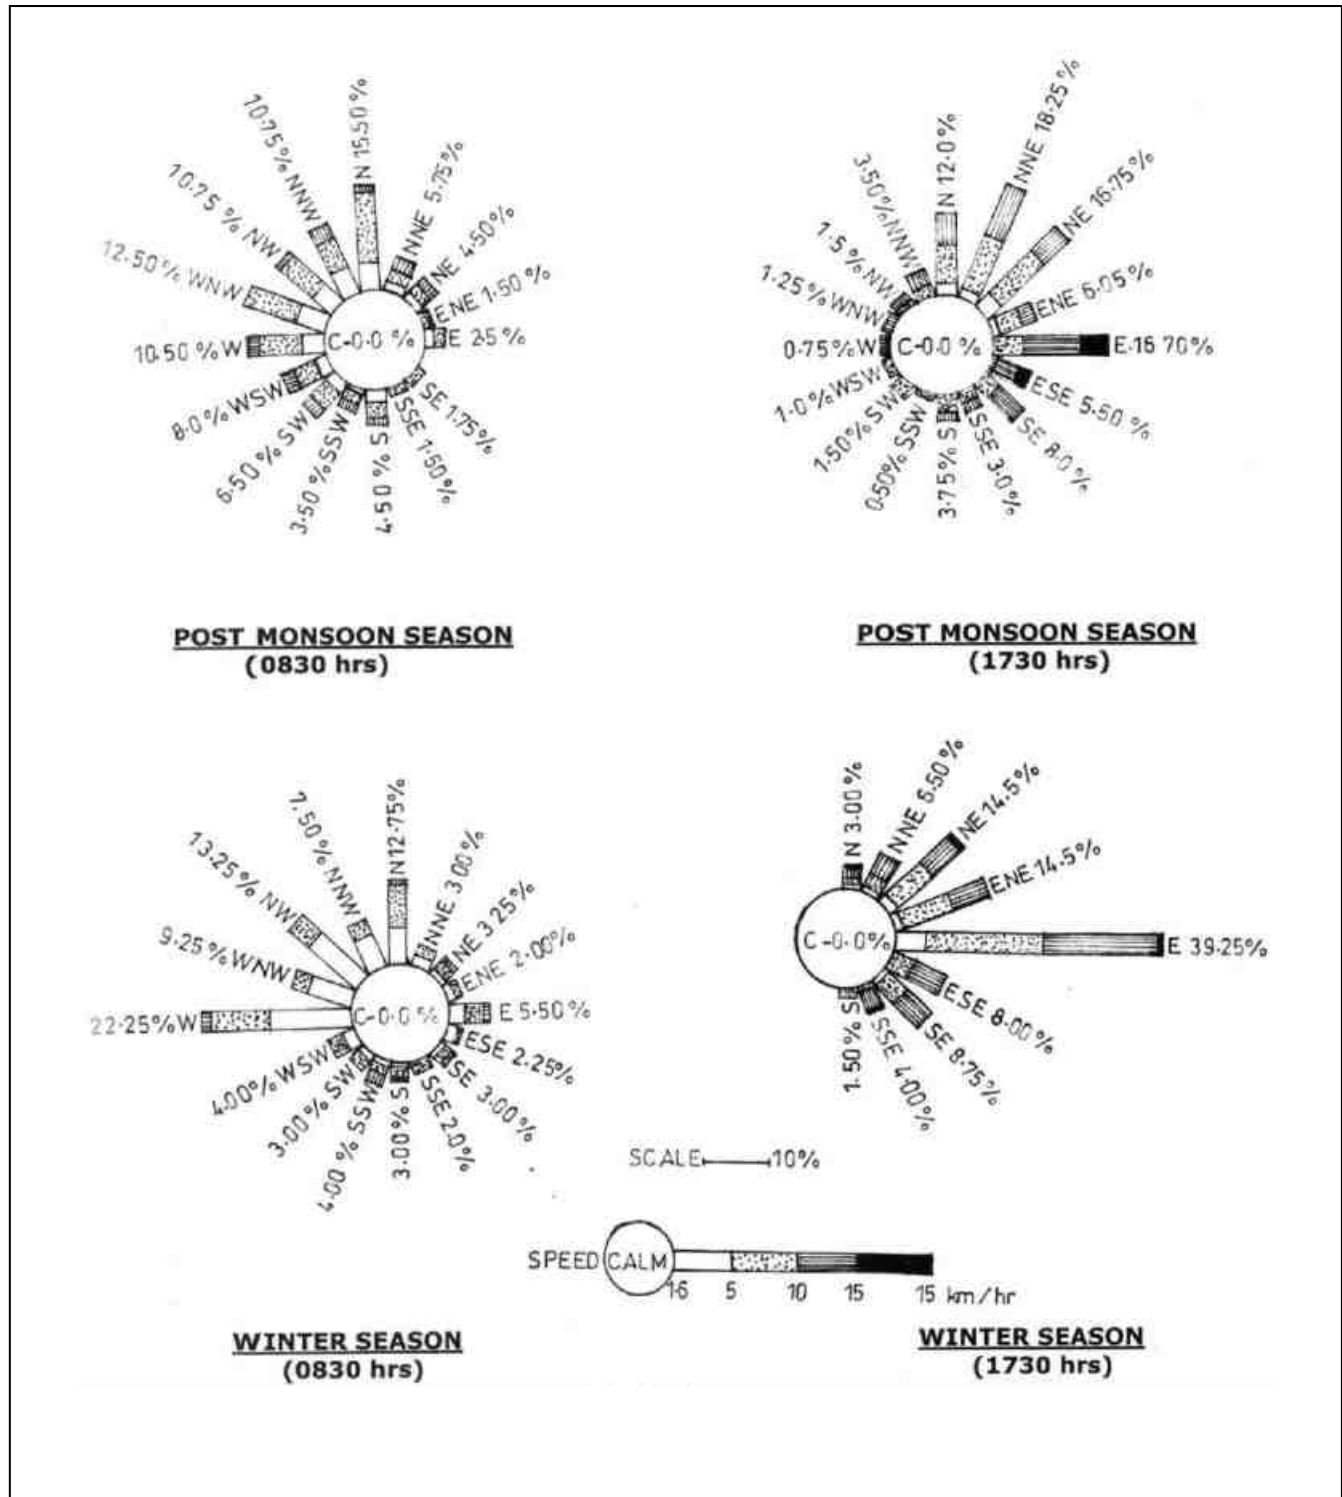 N 15.50%
10.75% NNW
NNE 5.75%
10.75% NW
NE 4.50%
12.50% WNW
ENE 1.50%
10.50% W
C-0.0 %
E 2.5%
8.0% WSW
SE 1.75%
6.50% SW
SSE 1.50%
3.50% SSW
4.50 % S
POST MONSOON SEASON
(0830 hrs)
N 12.0%
NNE 18.25%
3.50% NNW
NE 16.75%
1.5% NW
ENE 6.05%
1.25% WNW
0.75% W
C-0.0 %
E.16 70%
1.0% WSW
ESE 5.50 %
1.50% SW
SE 8.0 %
0.50% SSW
SSE 3.0%
3.75% S
POST MONSOON SEASON
(1730 hrs)
N 12.75%
7.50 % NNW
NNE 3.00%
13.25% NW
NE 3.25%
9.25 % WNW
ENE 2.00%
22.25% W
C-0.0 %
E 5.50 %
4.00% WSW
ESE 2.25%
3.00% SW
SE 3.00%
4.00 % SSW
SSE 2.0%
3.00% S
N 3.00 %
NNE 6.50 %
NE 14.5%
ENE 14.5%
C-0.0%
E 39.25%
ESE 8.00 %
SE 8.75%
SSE 4.00%
1.50 % S
SCALE 10%
SPEED CALM
1.6 5 10 15 15 km/hr
WINTER SEASON
(0830 hrs)
WINTER SEASON
(1730 hrs)